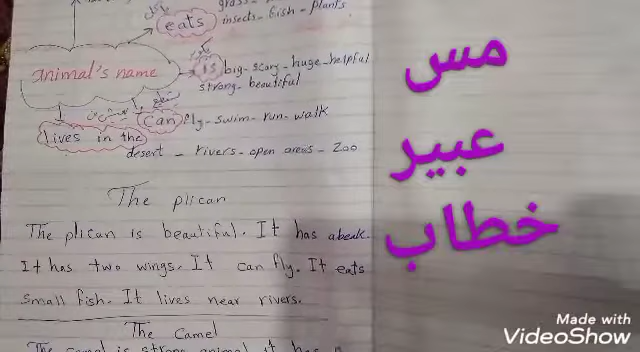 grass
eats
insects - fish - plants
animal's name
is big - scary - huge - helpful
strong - beautiful
can fly - swim - run - walk
lives in the
desert - rivers - open areas - Zoo
The plican
The plican is beautiful. It has a beak.
It has two wings. It can fly. It eats
small fish. It lives near rivers.
The Camel
مس
عبير
خطاب
Made with
VideoShow